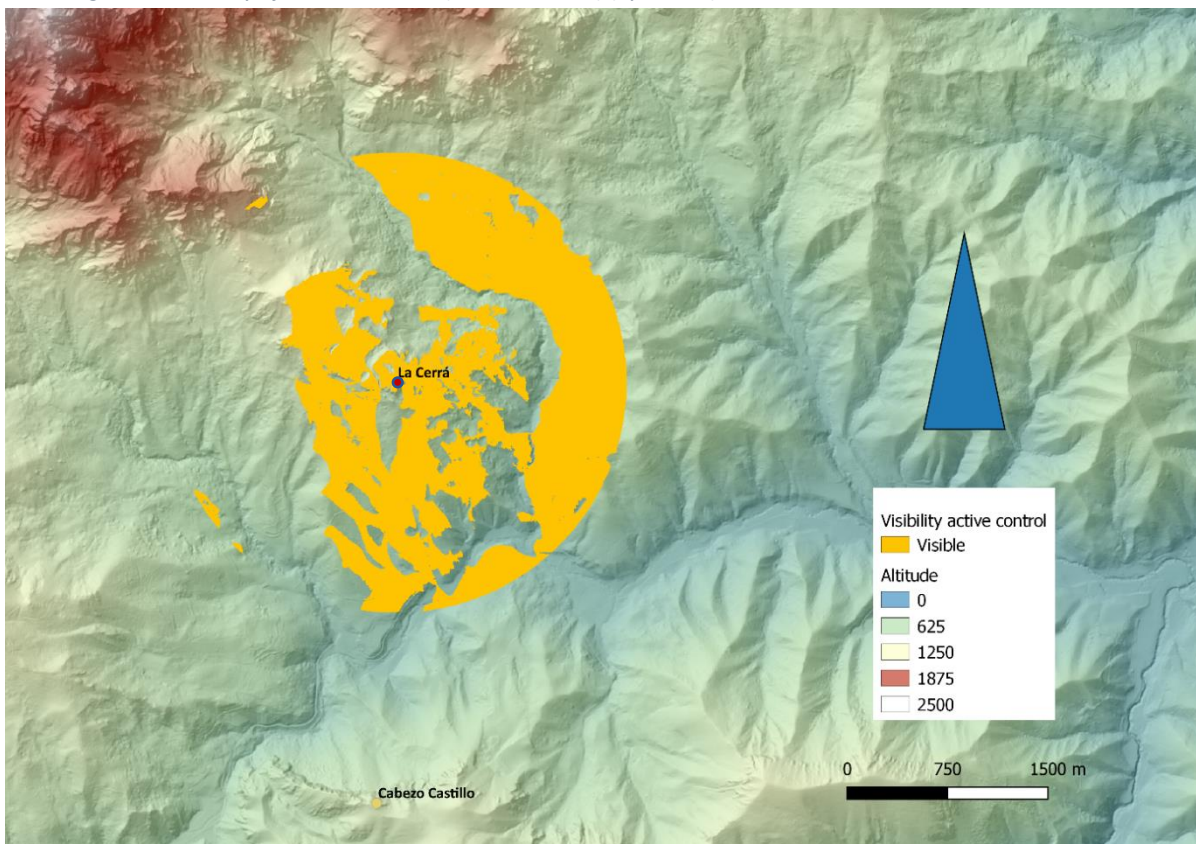 La Cerrá
Cabezo Castillo
Visibility active control
Visible
Altitude
0
625
1250
1875
2500
0 750 1500 m